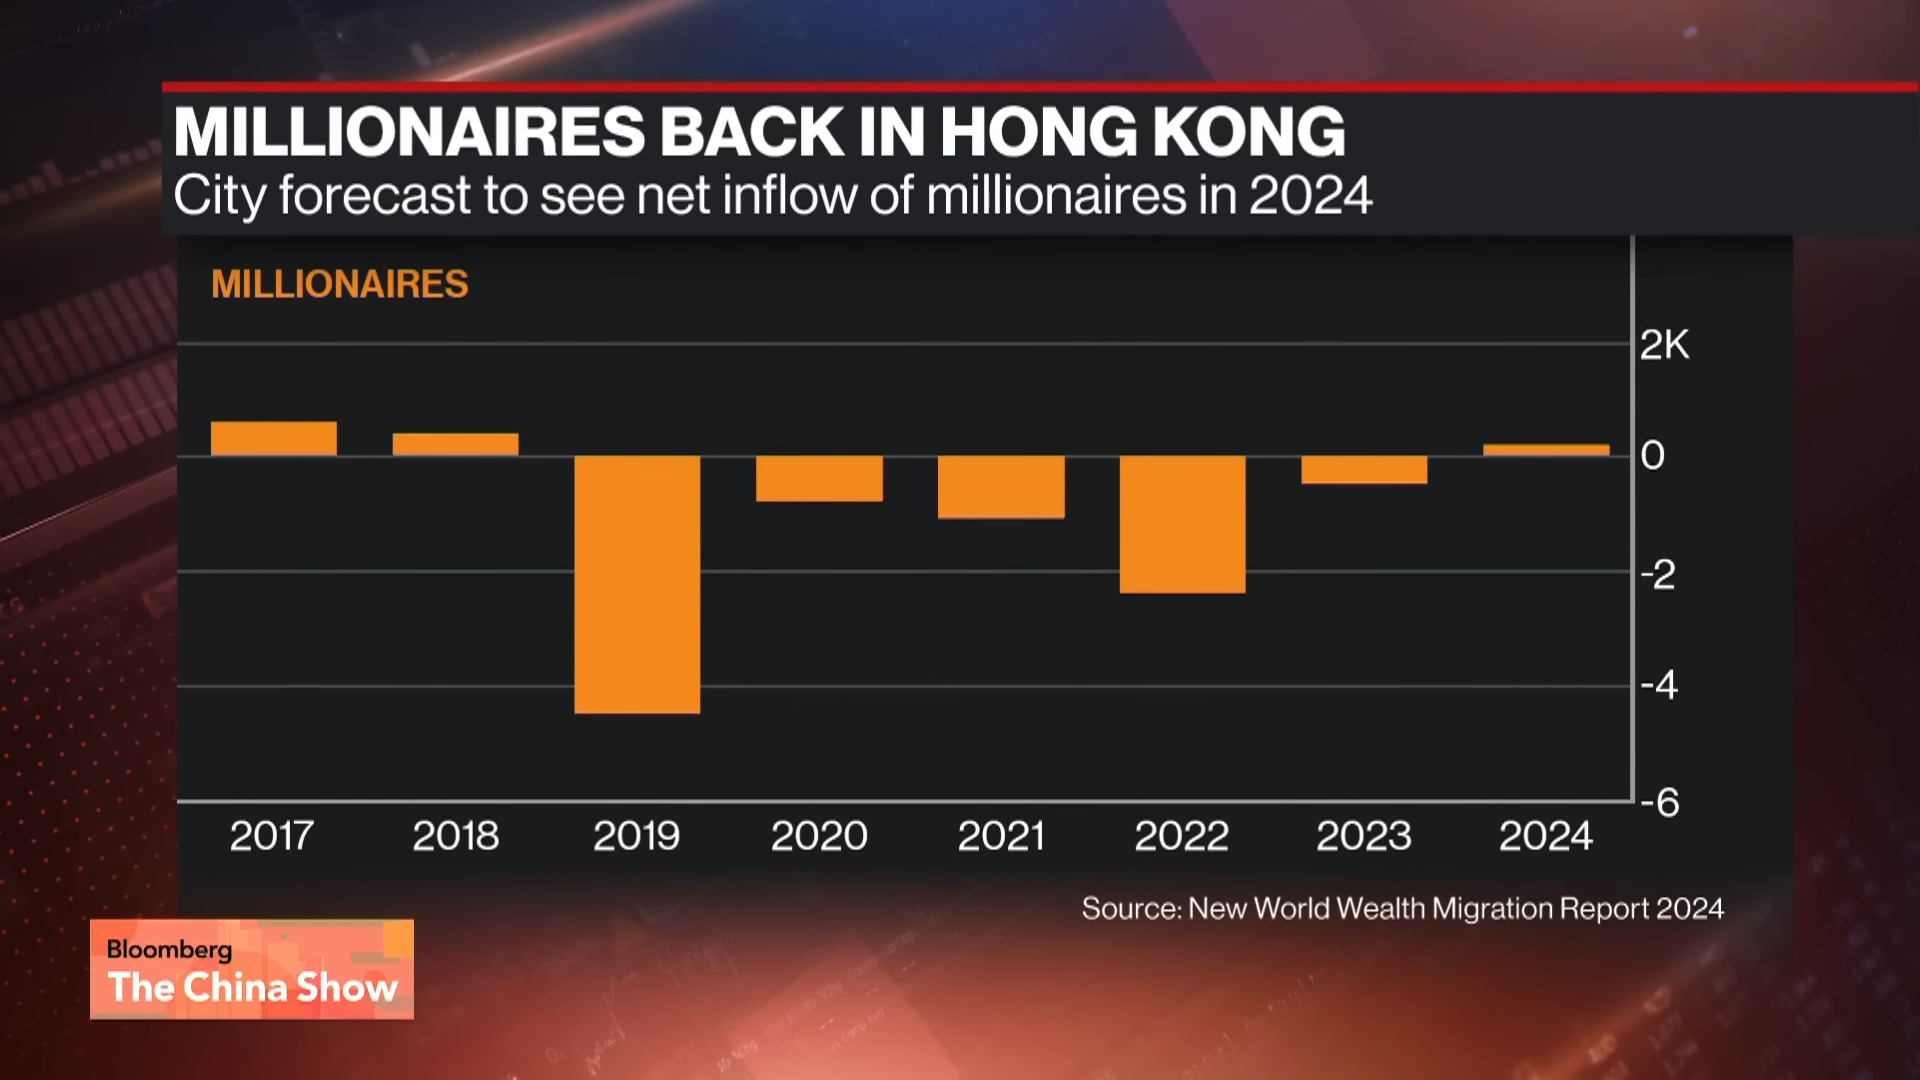 MILLIONAIRES BACK IN HONG KONG
City forecast to see net inflow of millionaires in 2024
MILLIONAIRES
2K
0
-2
-4
-6
2017 2018 2019 2020 2021 2022 2023 2024
Source: New World Wealth Migration Report 2024
Bloomberg
The China Show